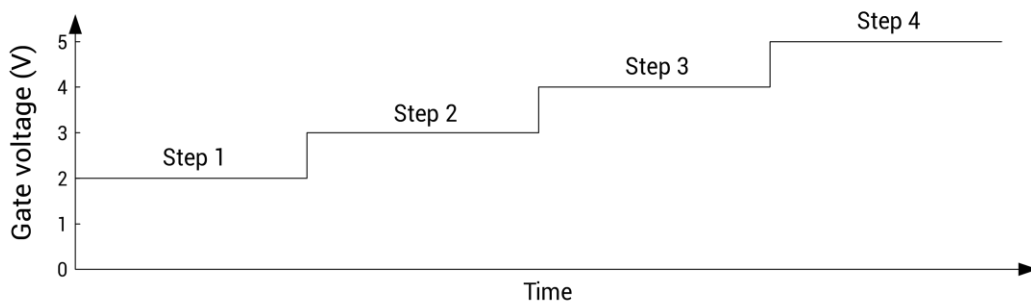 Gate voltage (V)
5
4
3
2
1
0
Step 1
Step 2
Step 3
Step 4
Time